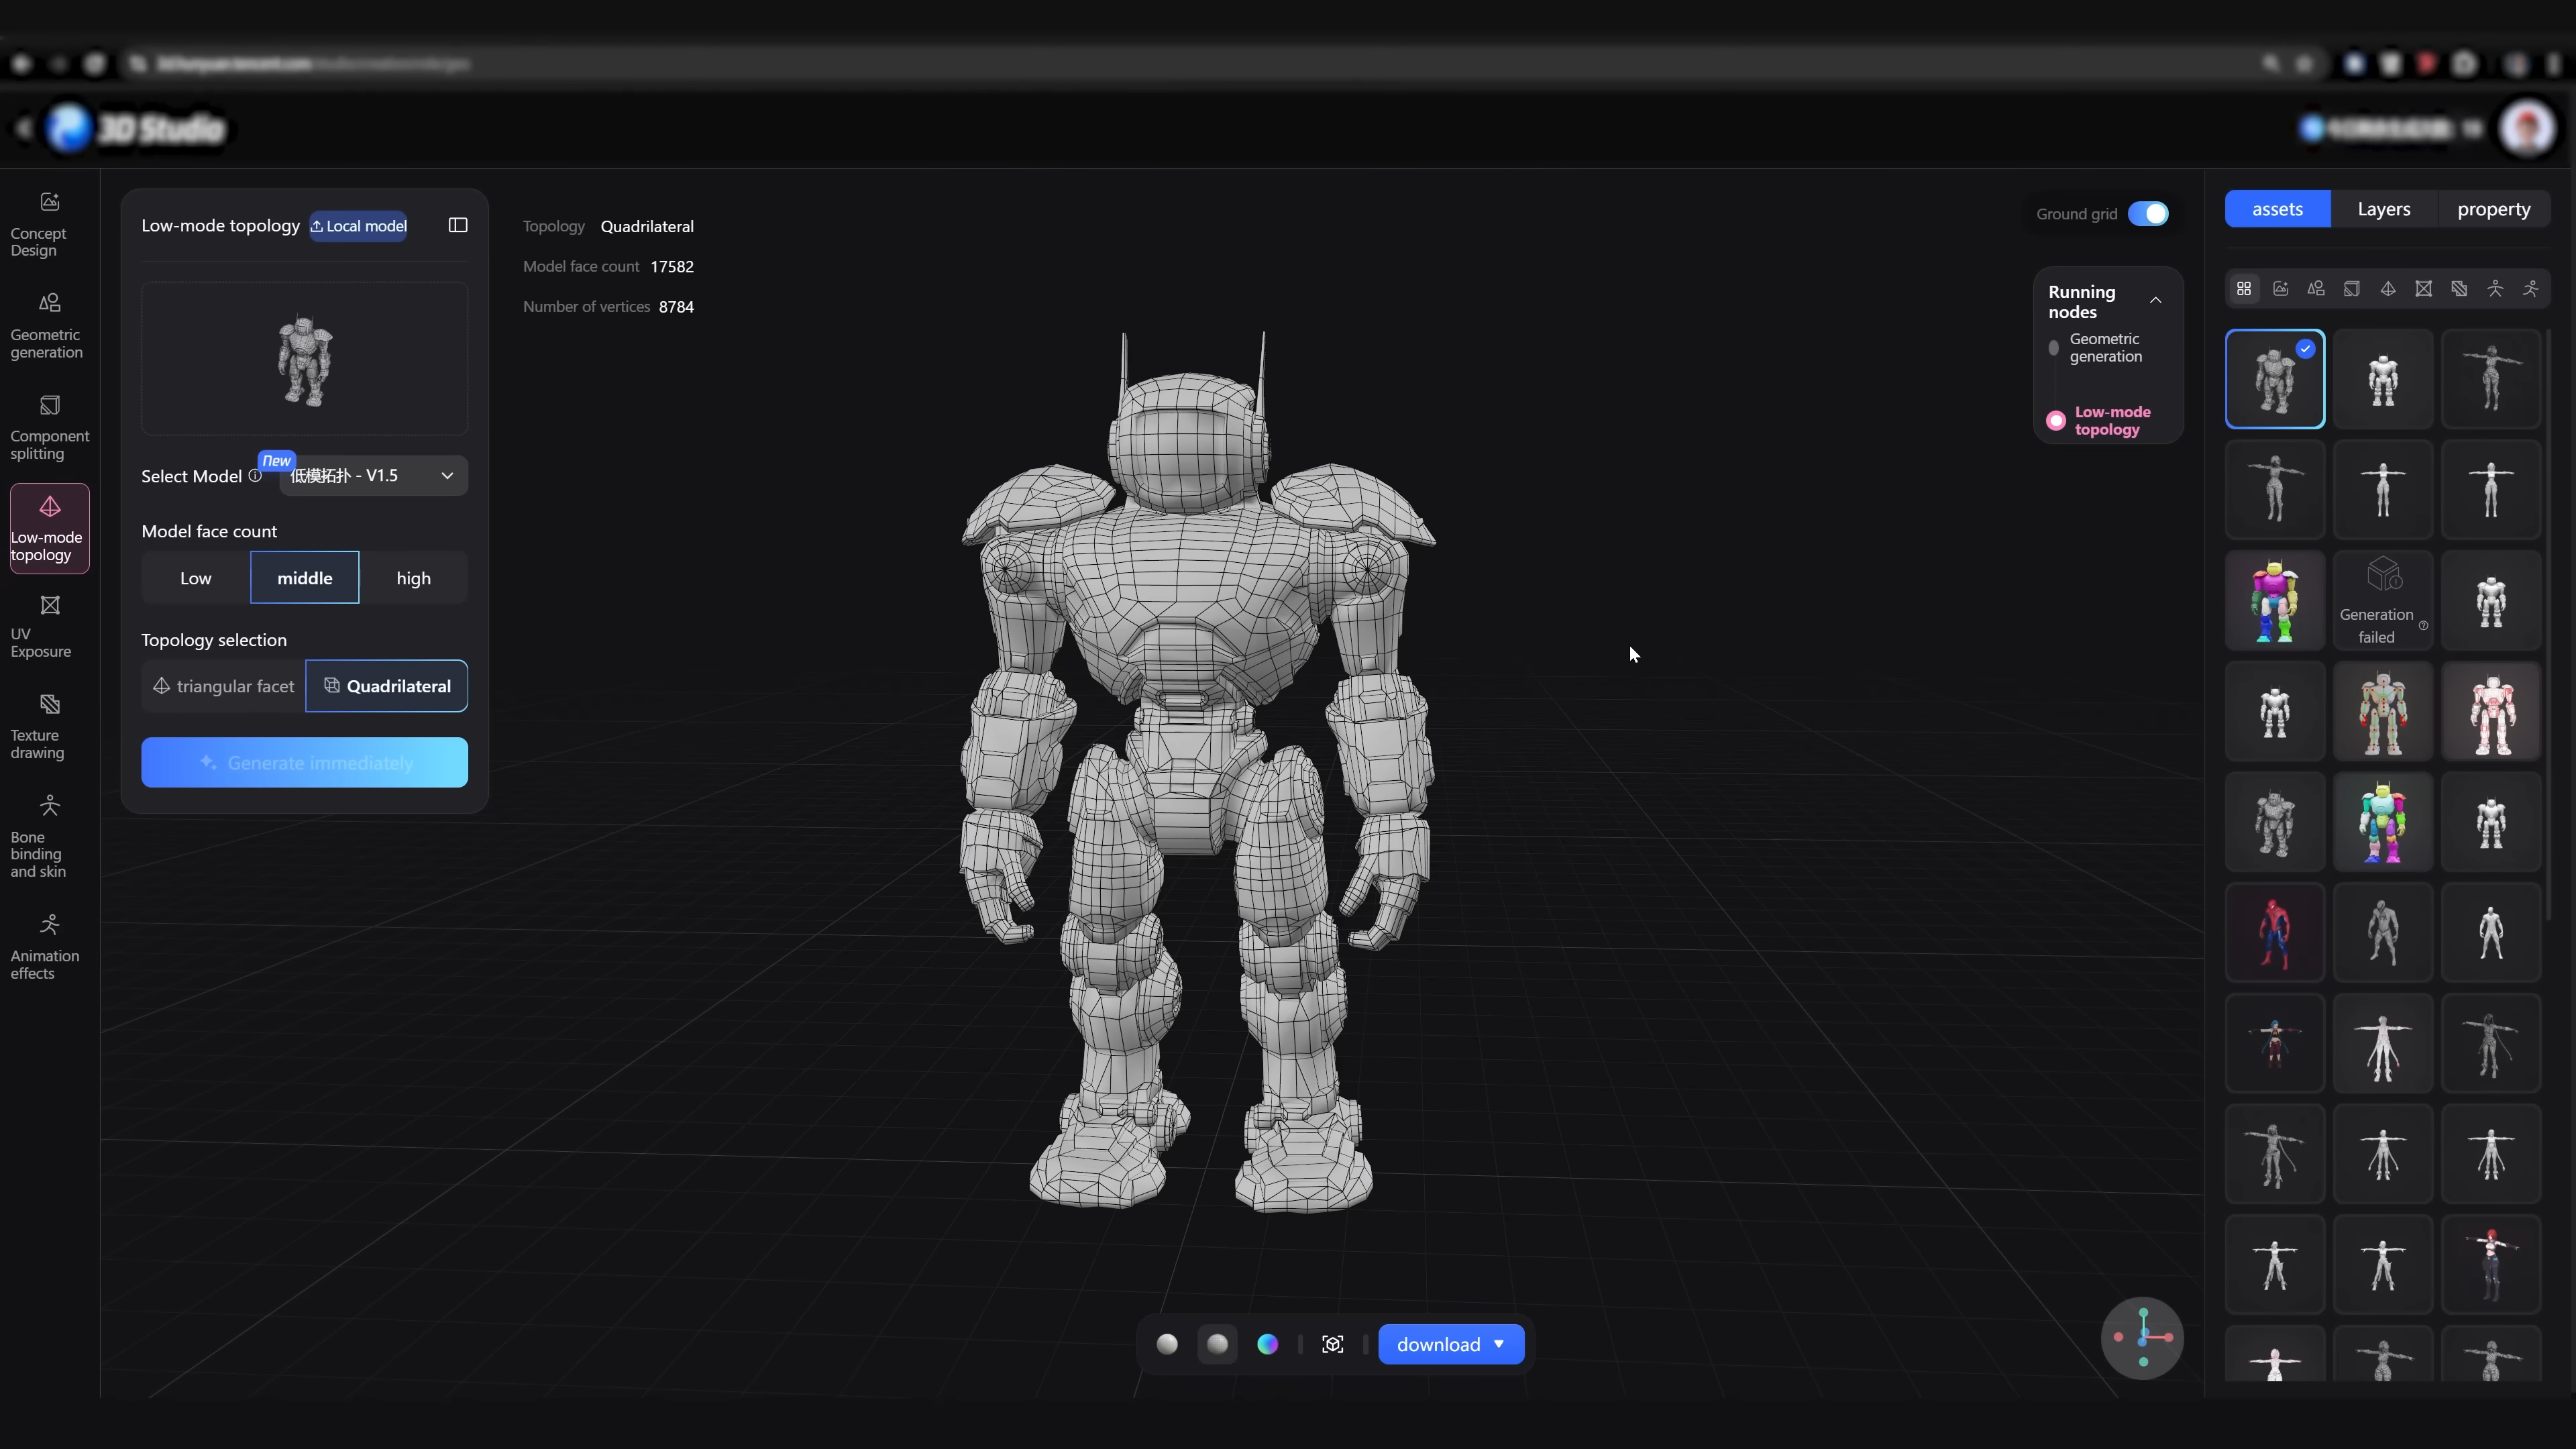 3D Studio
Concept
Design
Geometric
generation
Component
splitting
Low-mode
topology
UV
Exposure
Texture
drawing
Bone
binding
and skin
Animation
effects
Low-mode topology
Local model
Select Model
New
低模拓扑 - V1.5
Model face count
Low
middle
high
Topology selection
triangular facet
Quadrilateral
Generate immediately
Topology Quadrilateral
Model face count 17582
Number of vertices 8784
Ground grid
Running
nodes
Geometric
generation
Low-mode
topology
download
assets
Layers
property
Generation
failed